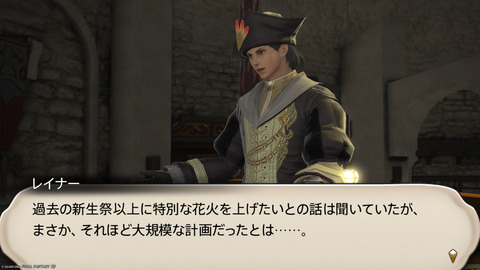 レイナー
過去の新生祭以上に特別な花火を上げたいとの話は聞いていたが、
まさか、それほど大規模な計画だったとは……。